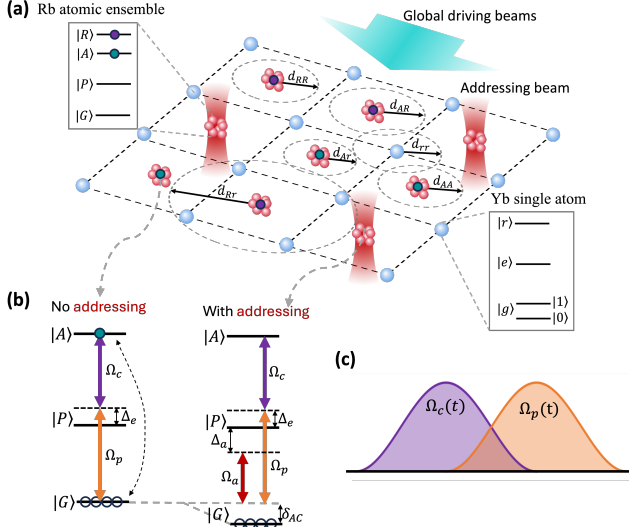 (a)
Rb atomic ensemble
|R⟩
|A⟩
|P⟩
|G⟩
Global driving beams
Addressing beam
d_RR
d_AR
d_Ar
d_rr
d_AA
d_Rr
Yb single atom
|r⟩
|e⟩
|g⟩
|1⟩
|0⟩
(b)
No addressing
|A⟩
Ω_c
|P⟩
Δ_e
Ω_p
|G⟩
With addressing
|A⟩
Ω_c
|P⟩
Δ_e
Δ_a
Ω_a
Ω_p
|G⟩
δ_AC
(c)
Ω_c(t)
Ω_p(t)